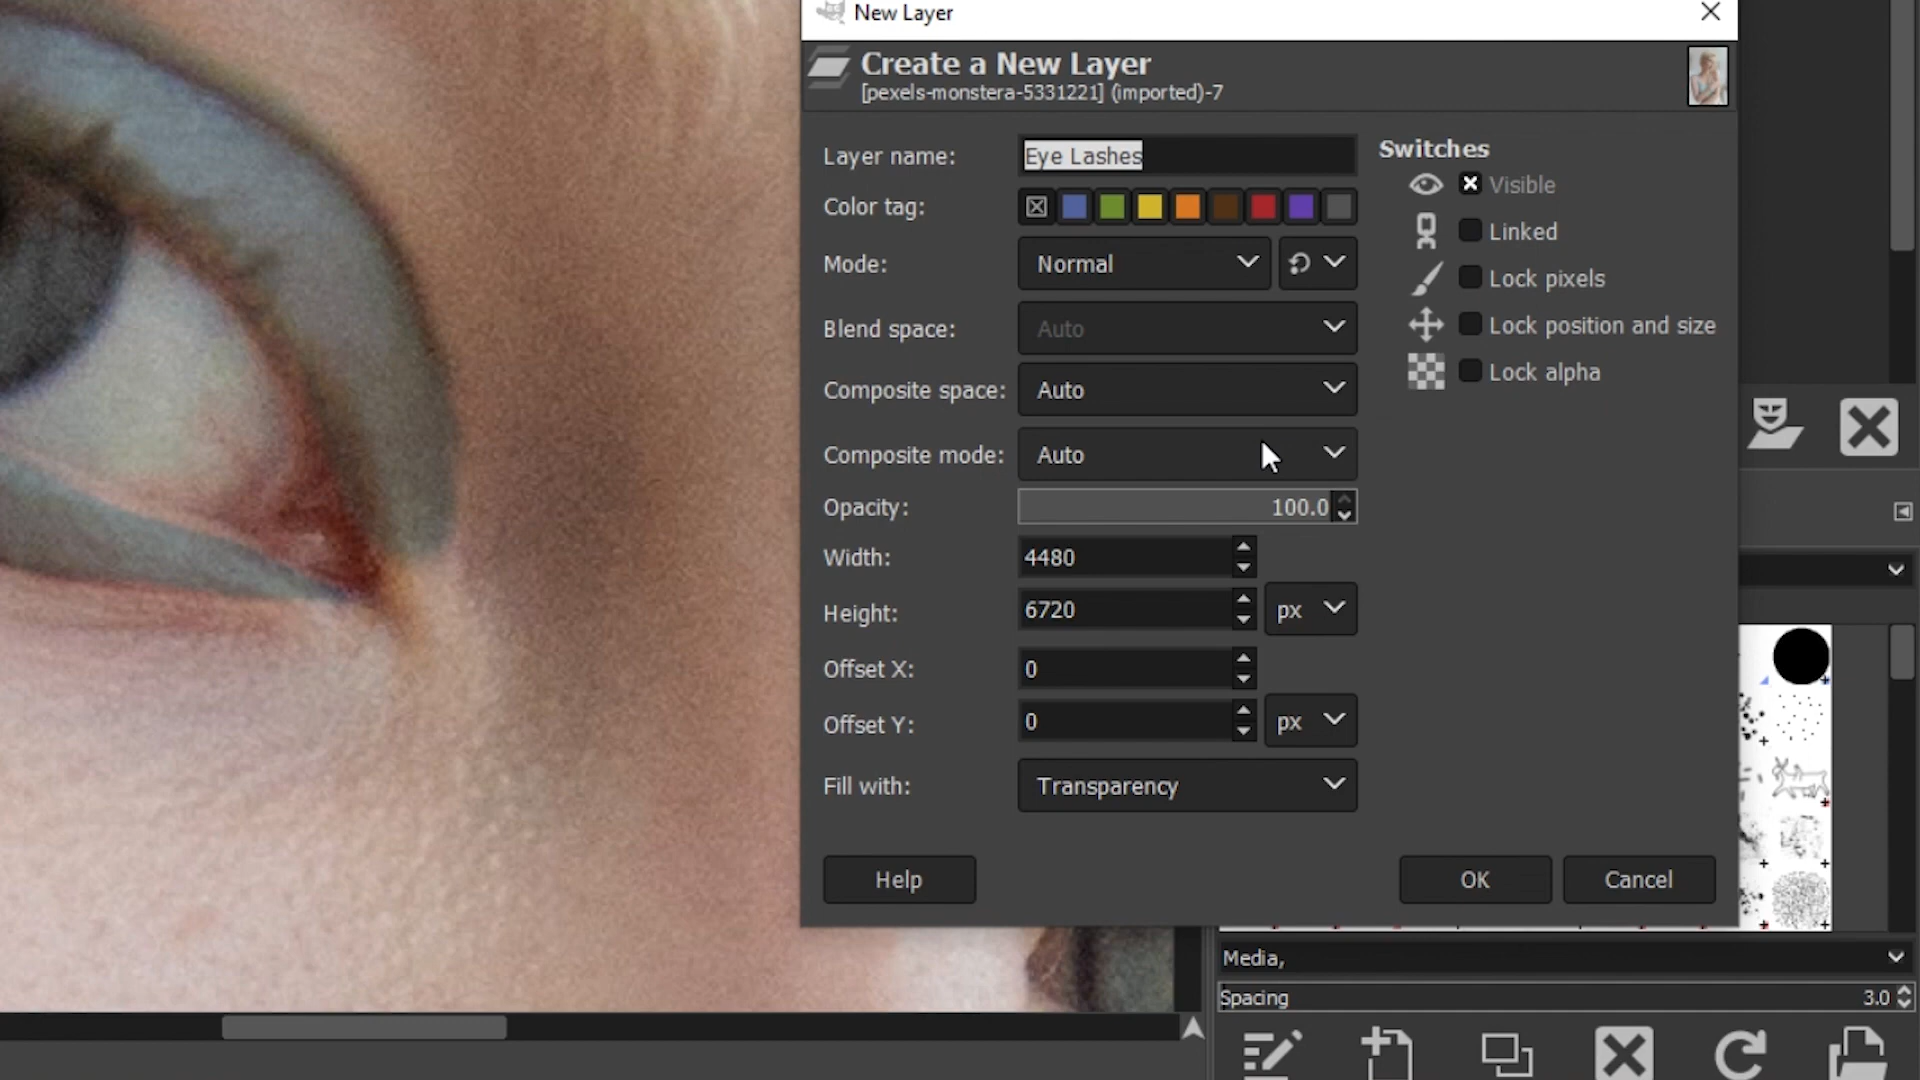 New Layer
Create a New Layer
[pexels-monstera-5331221] (imported)-7
Layer name: Eye Lashes
Switches
Visible
Color tag:
Linked
Mode: Normal
Lock pixels
Blend space: Auto
Lock position and size
Composite space: Auto
Lock alpha
Composite mode: Auto
Opacity: 100.0
Width: 4480
Height: 6720 px
Offset X: 0
Offset Y: 0 px
Fill with: Transparency
Help OK Cancel
Media,
Spacing 3.0